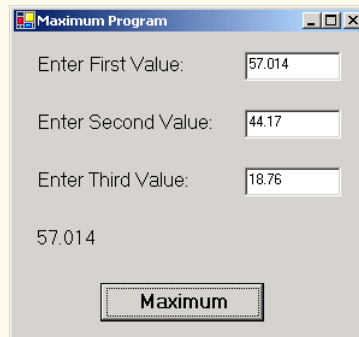 Maximum Program
Enter First Value: 57.014
Enter Second Value: 44.17
Enter Third Value: 18.76
57.014
Maximum